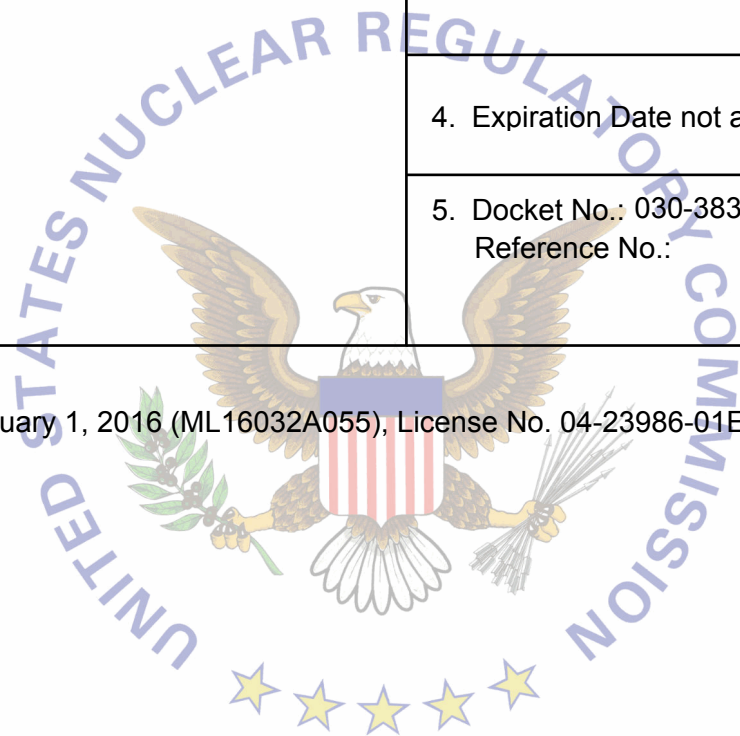 UNITED STATES NUCLEAR REGULATORY COMMISSION
4. Expiration Date not a
5. Docket No.: 030-383
Reference No.:
uary 1, 2016 (ML16032A055), License No. 04-23986-01E